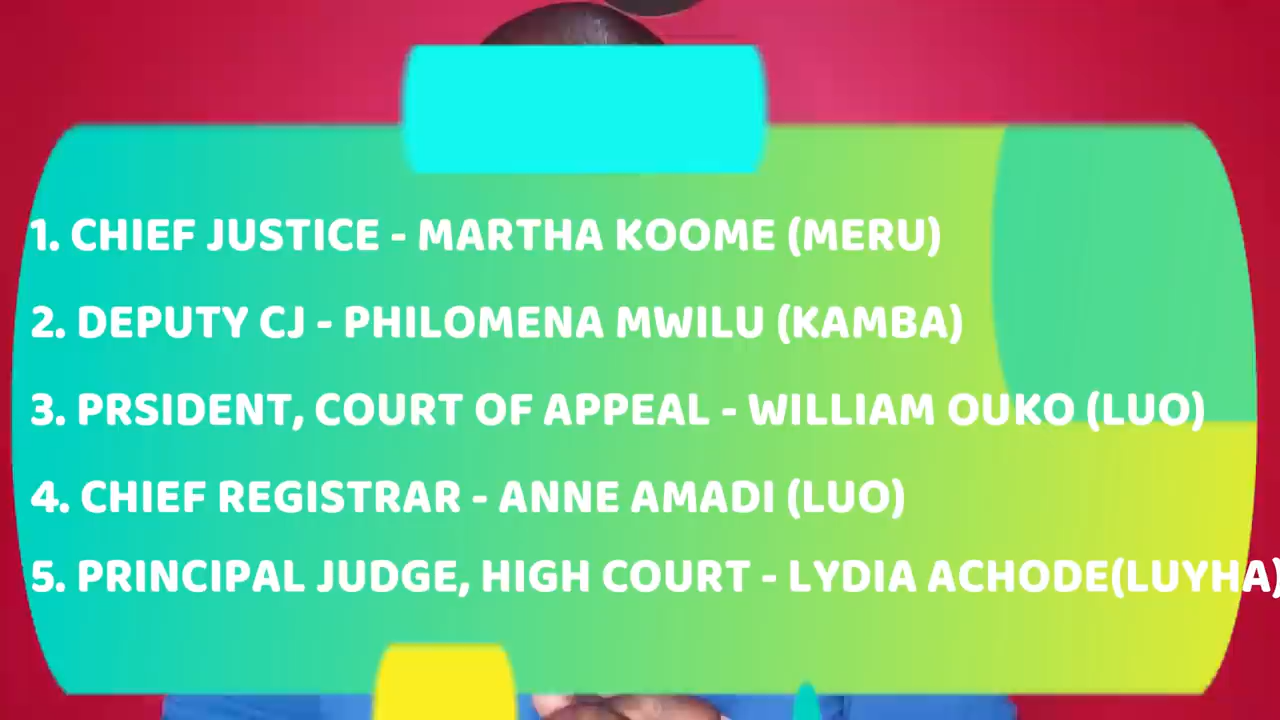 1. CHIEF JUSTICE - MARTHA KOOME (MERU)
2. DEPUTY CJ - PHILOMENA MWILU (KAMBA)
3. PRSIDENT, COURT OF APPEAL - WILLIAM OUKO (LUO)
4. CHIEF REGISTRAR - ANNE AMADI (LUO)
5. PRINCIPAL JUDGE, HIGH COURT - LYDIA ACHODE(LUYHA)